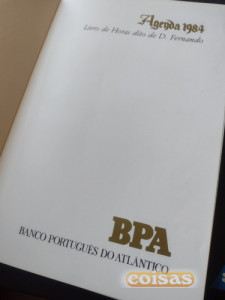 Agenda 1984
Livro de Horas dito de D. Fernando
BPA
BANCO PORTUGUÊS DO ATLÂNTICO
coisas